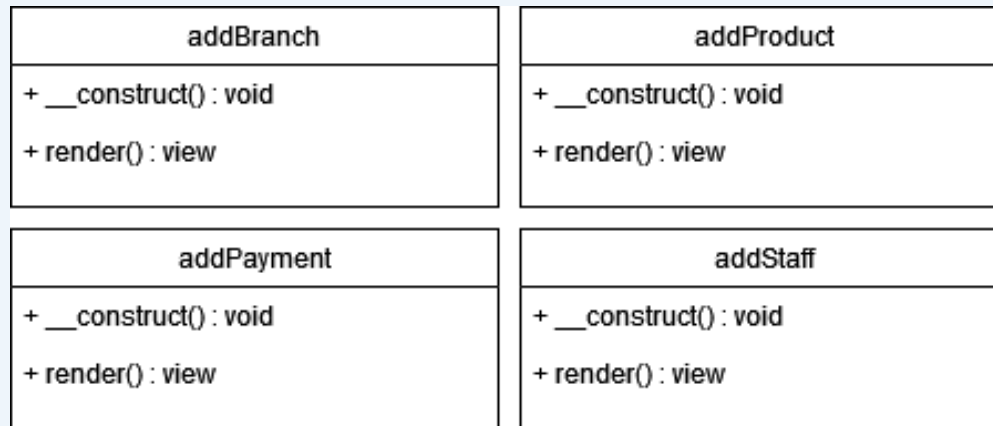 addBranch
+ __construct() : void
+ render() : view
addProduct
+ __construct() : void
+ render() : view
addPayment
+ __construct() : void
+ render() : view
addStaff
+ __construct() : void
+ render() : view